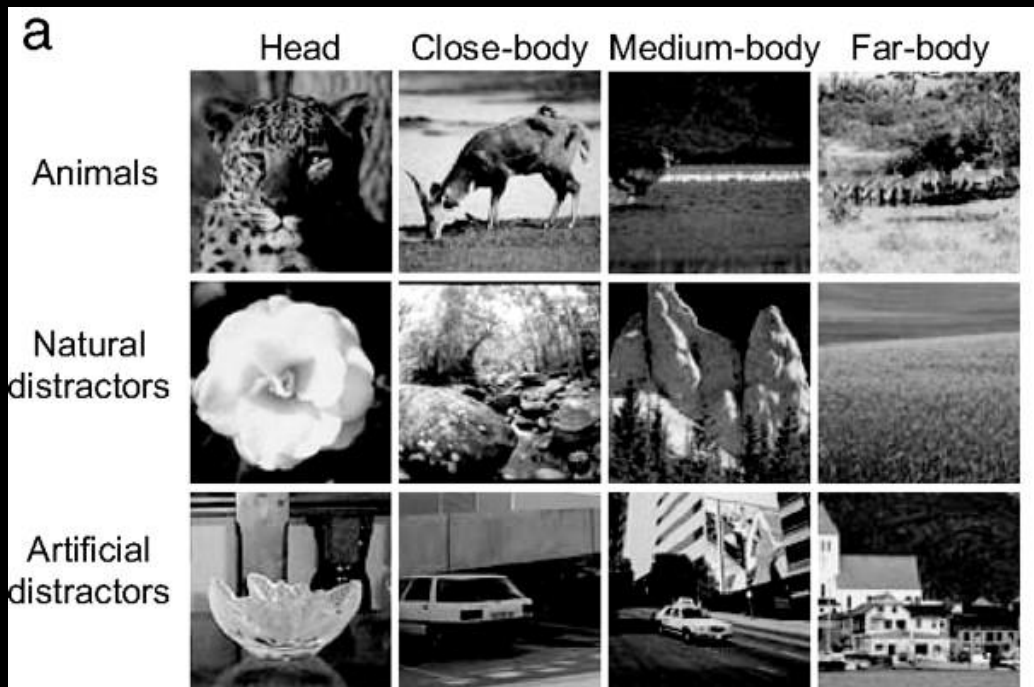 a
Head Close-body Medium-body Far-body
Animals
Natural
distractors
Artificial
distractors